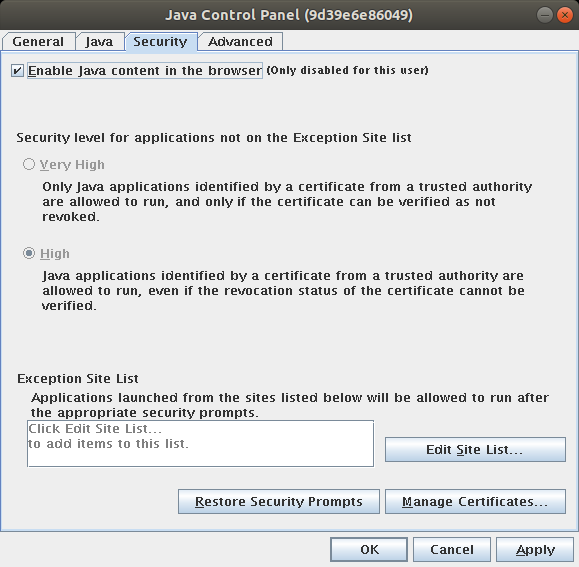 Java Control Panel (9d39e6e86049)
General Java Security Advanced
Enable Java content in the browser (Only disabled for this user)
Security level for applications not on the Exception Site list
Very High
Only Java applications identified by a certificate from a trusted authority
are allowed to run, and only if the certificate can be verified as not
revoked.
High
Java applications identified by a certificate from a trusted authority are
allowed to run, even if the revocation status of the certificate cannot be
verified.
Exception Site List
Applications launched from the sites listed below will be allowed to run after
the appropriate security prompts.
Click Edit Site List...
to add items to this list.
Edit Site List...
Restore Security Prompts Manage Certificates...
OK Cancel Apply